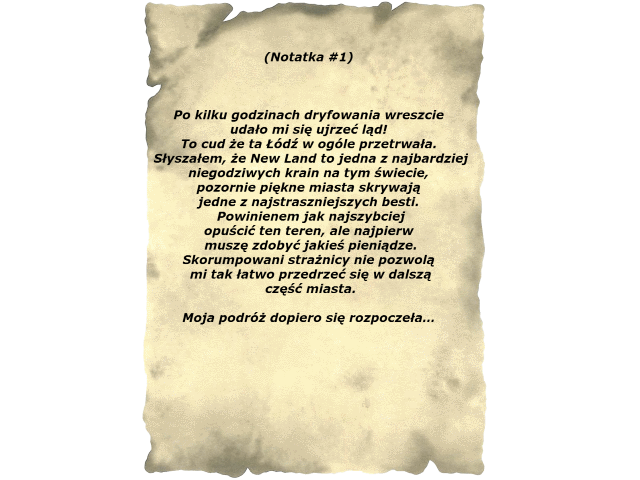 (Notatka #1)
Po kilku godzinach dryfowania wreszcie
udało mi się ujrzeć ląd!
To cud że ta Łódź w ogóle przetrwała.
Słyszałem, że New Land to jedna z najbardziej
niegodziwych krain na tym świecie,
pozornie piękne miasta skrywają
jedne z najstraszniejszych besti.
Powinienem jak najszybciej
opuścić ten teren, ale najpierw
muszę zdobyć jakieś pieniądze.
Skorumpowani strażnicy nie pozwolą
mi tak łatwo przedrzeć się w dalszą
część miasta.
Moja podróż dopiero się rozpoczeła...